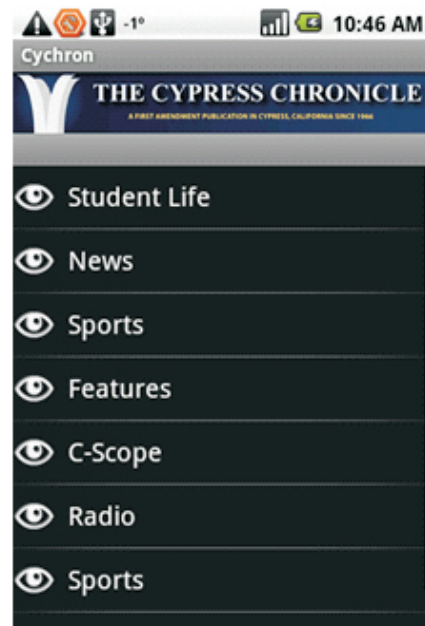 -1°
10:46 AM
Cychron
THE CYPRESS CHRONICLE
A FIRST AMENDMENT PUBLICATION IN CYPRESS, CALIFORNIA SINCE 1966
Student Life
News
Sports
Features
C-Scope
Radio
Sports